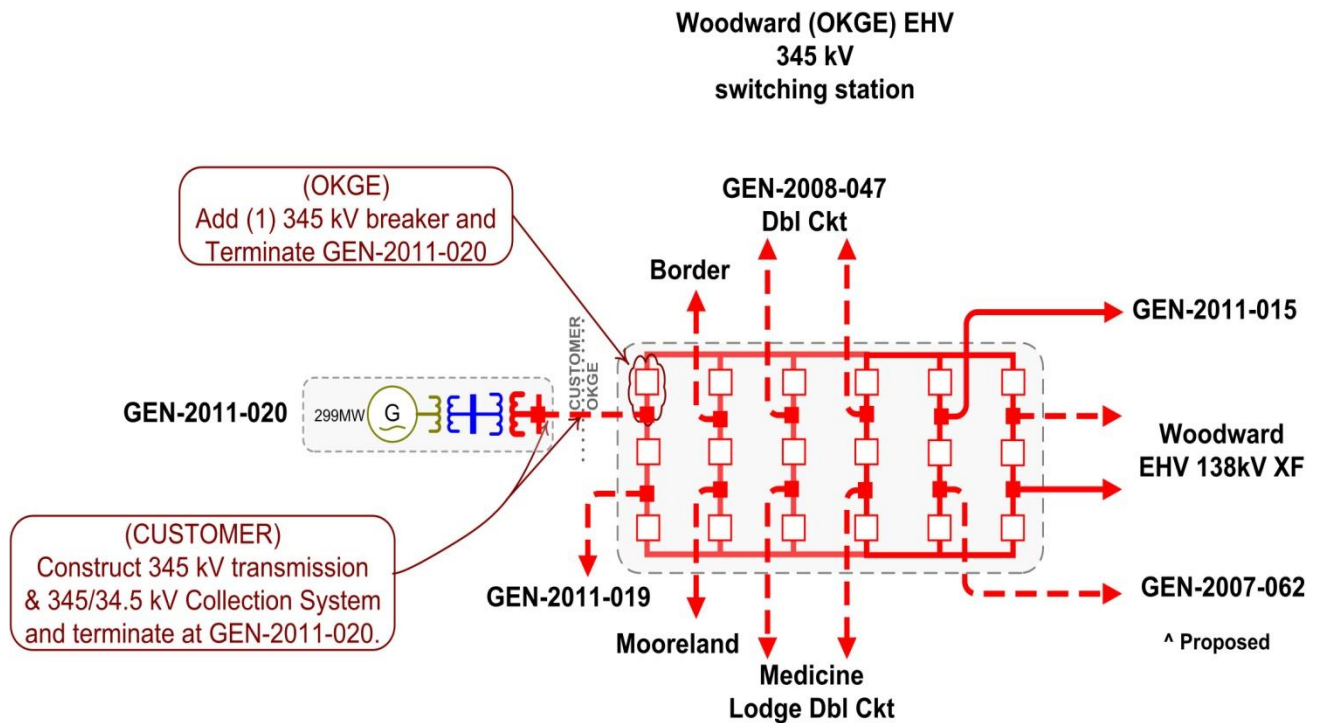 Woodward (OKGE) EHV
345 kV
switching station
(OKGE)
Add (1) 345 kV breaker and
Terminate GEN-2011-020
GEN-2008-047
Dbl Ckt
Border
GEN-2011-015
CUSTOMER
OKGE
GEN-2011-020
299MW
G
Woodward
EHV 138kV XF
(CUSTOMER)
Construct 345 kV transmission
& 345/34.5 kV Collection System
and terminate at GEN-2011-020.
GEN-2011-019
GEN-2007-062
Mooreland
^ Proposed
Medicine
Lodge Dbl Ckt